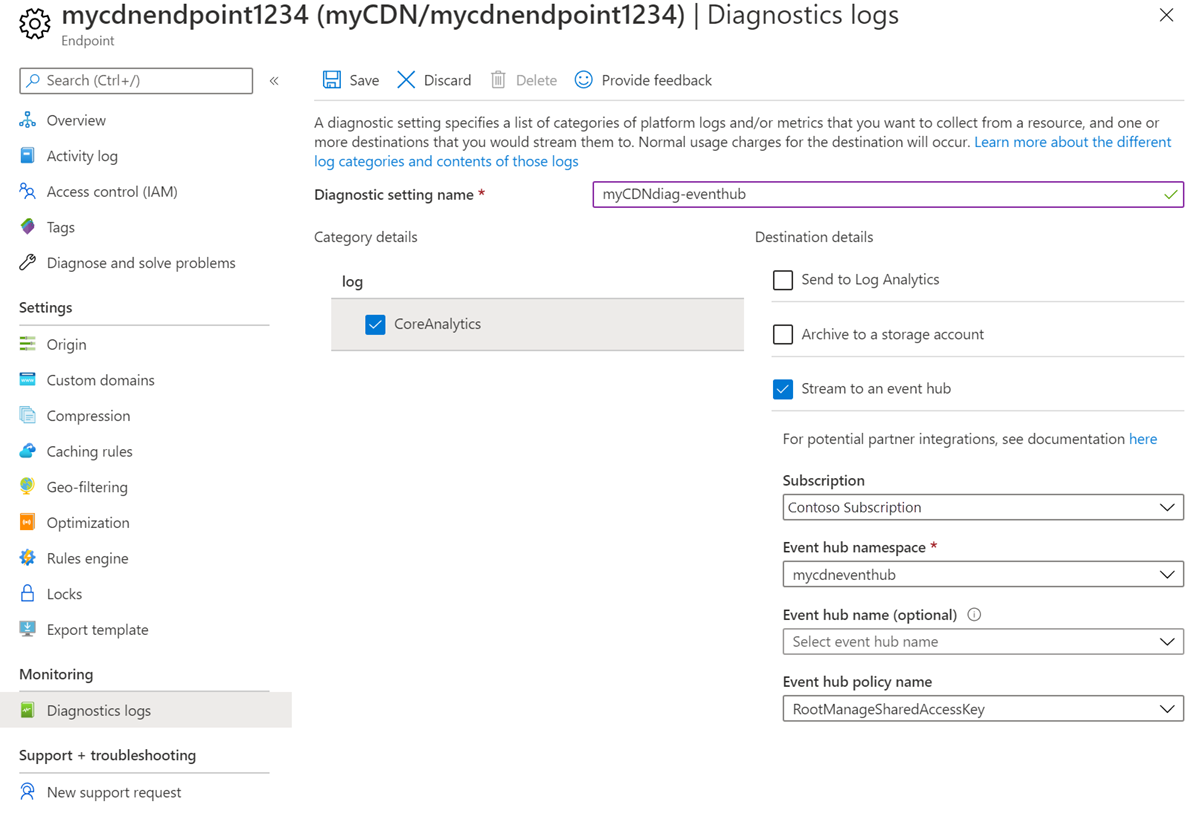 mycdnendpoint1234 (myCDN/mycdnendpoint1234) | Diagnostics logs
Endpoint
Search (Ctrl+/)
«
Overview
Activity log
Access control (IAM)
Tags
Diagnose and solve problems
Settings
Origin
Custom domains
Compression
Caching rules
Geo-filtering
Optimization
Rules engine
Locks
Export template
Monitoring
Diagnostics logs
Support + troubleshooting
New support request
Save
Discard
Delete
Provide feedback
A diagnostic setting specifies a list of categories of platform logs and/or metrics that you want to collect from a resource, and one or
more destinations that you would stream them to. Normal usage charges for the destination will occur. Learn more about the different
log categories and contents of those logs
Diagnostic setting name *
myCDNdiag-eventhub
Category details
log
CoreAnalytics
Destination details
Send to Log Analytics
Archive to a storage account
Stream to an event hub
For potential partner integrations, see documentation here
Subscription
Contoso Subscription
Event hub namespace *
mycdneventhub
Event hub name (optional)
Select event hub name
Event hub policy name
RootManageSharedAccessKey